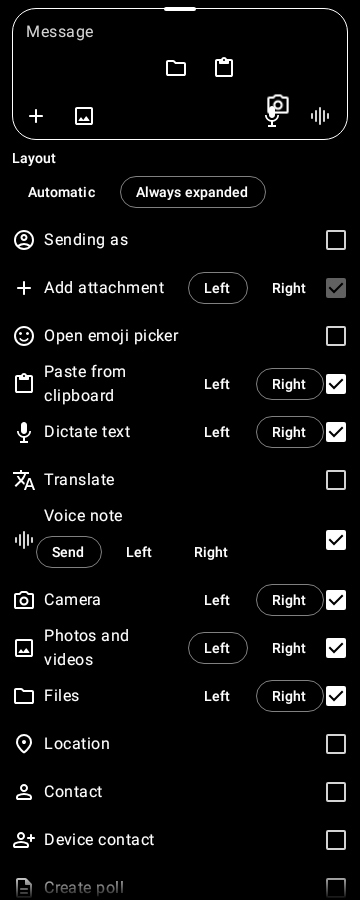 Message
Layout
Automatic Always expanded
Sending as
Add attachment Left Right
Open emoji picker
Paste from
clipboard Left Right
Dictate text Left Right
Translate
Voice note
Send Left Right
Camera Left Right
Photos and
videos Left Right
Files Left Right
Location
Contact
Device contact
Create poll